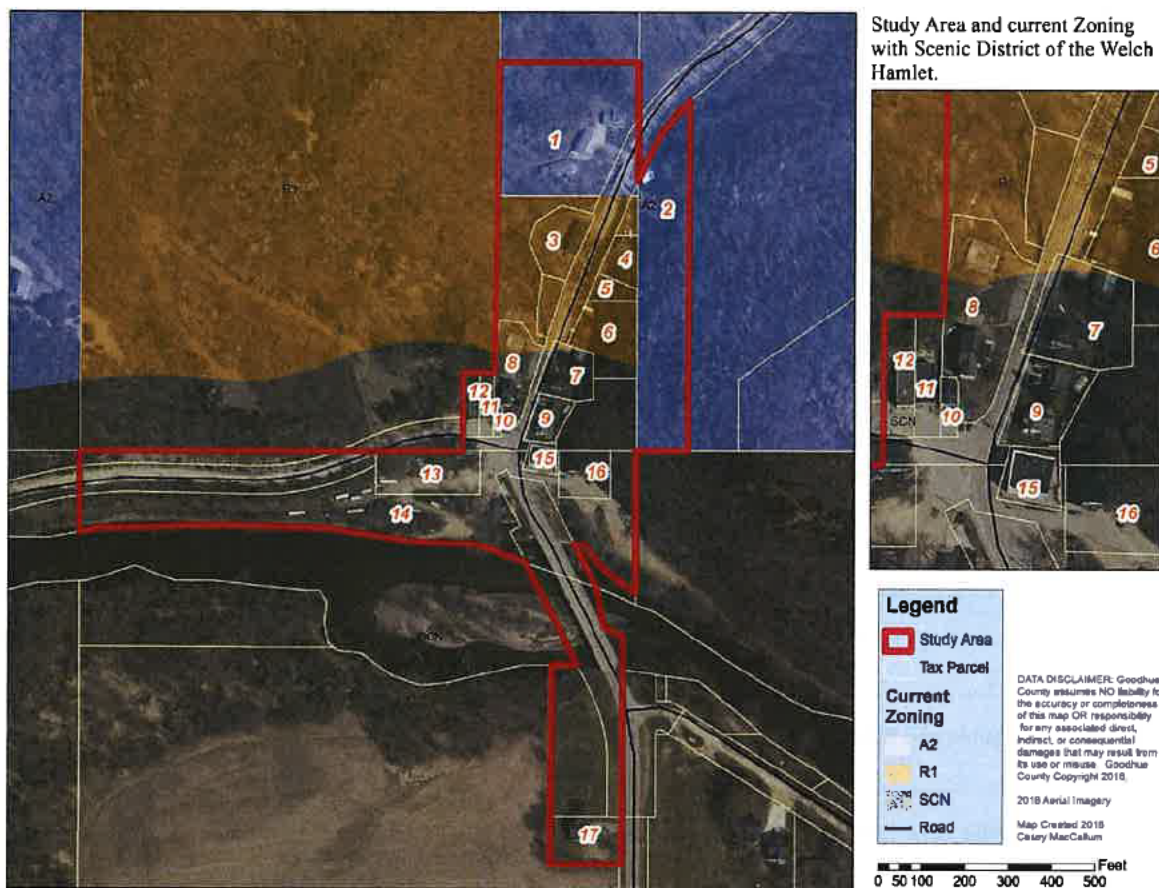 Study Area and current Zoning
with Scenic District of the Welch
Hamlet.
1
A2
2
A2
3
4
5
6
8
7
12
11
10
9
13
15
16
14
17
5
6
8
7
12
11
10
9
SCN
15
16
Legend
Study Area
Tax Parcel
Current
Zoning
A2
R1
SCN
Road
DATA DISCLAIMER: Goodhue
County assumes NO liability fo
the accuracy or completeness
of this map OR responsibility
for any associated direct,
indirect, or consequential
damages that may result from
its use or misuse. Goodhue
County Copyright 2018.
2018 Aerial Imagery
Map Created 2018
Casey MacCallum
Feet
0 50 100 200 300 400 500